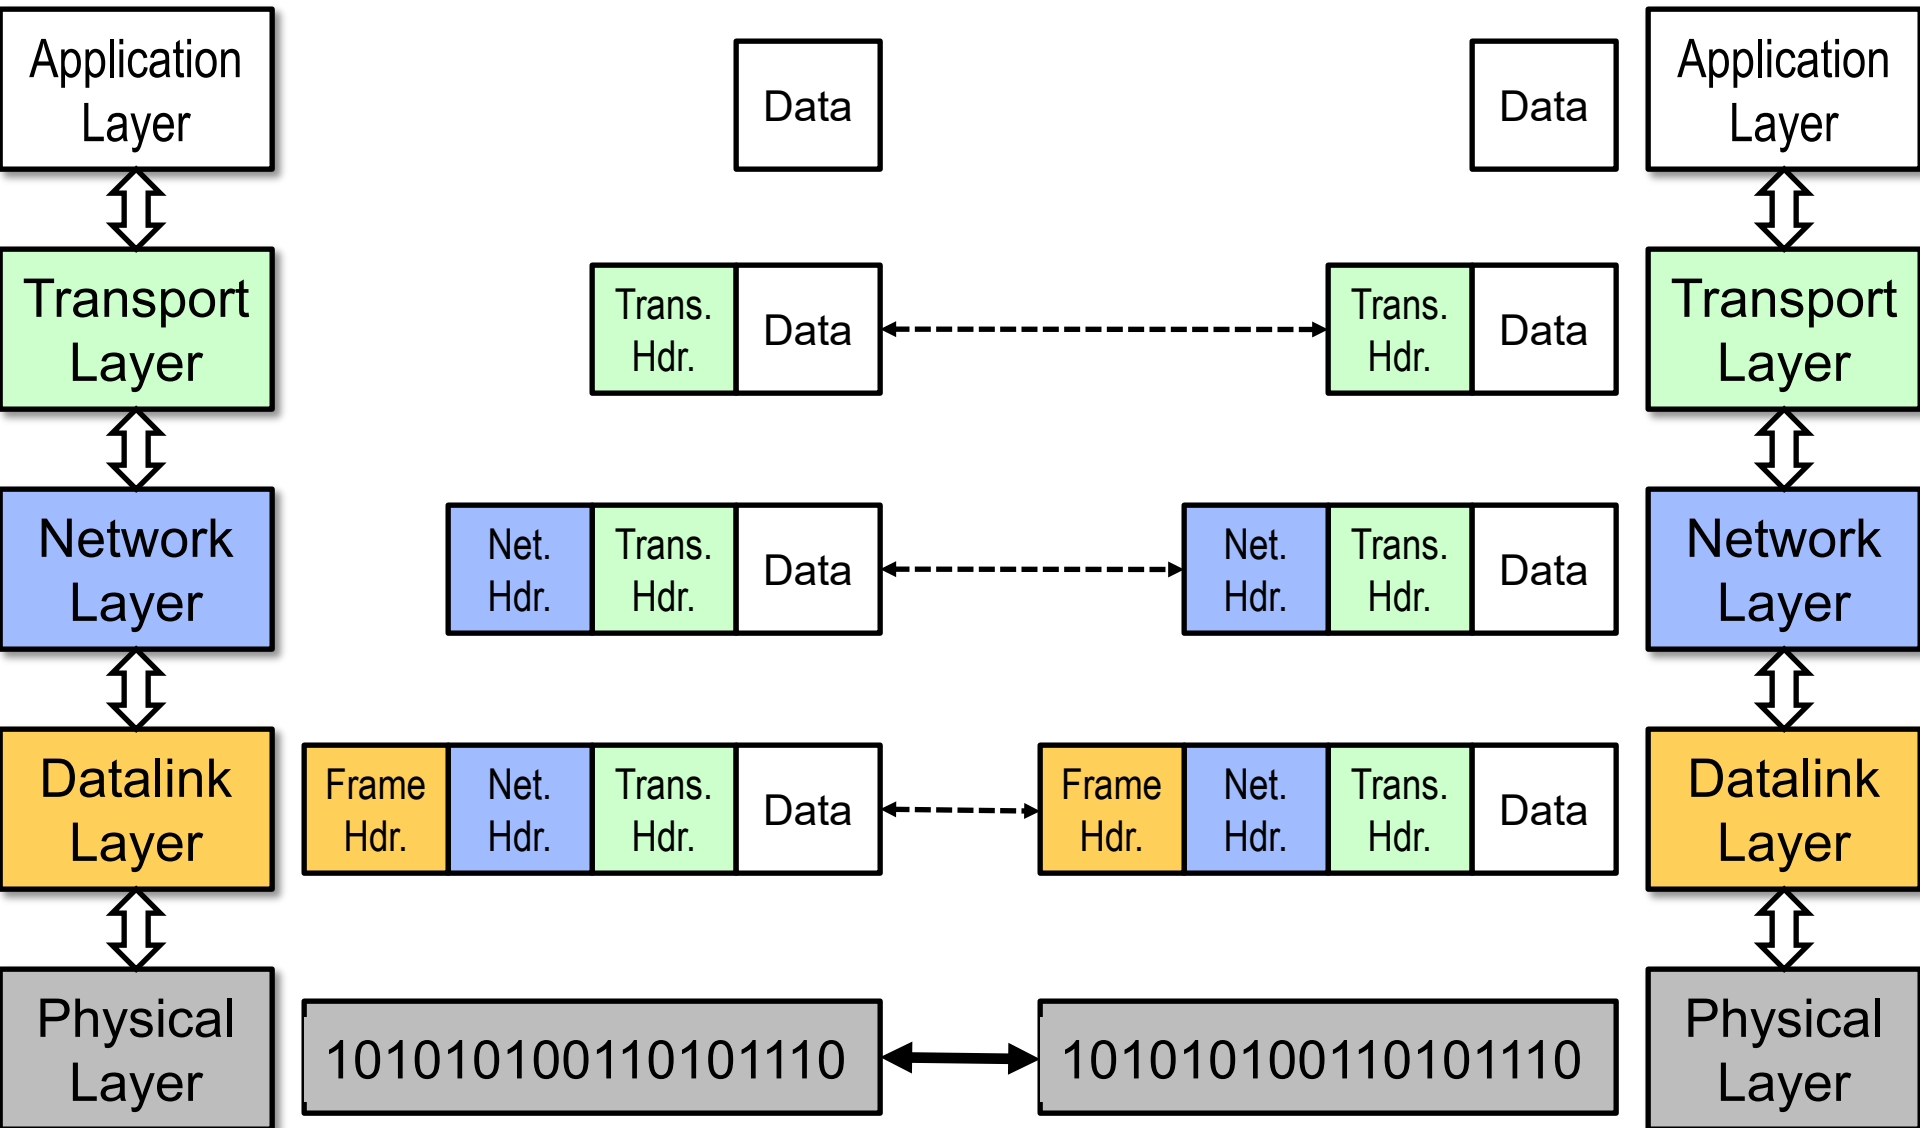 Application
Layer
Data
Data
Application
Layer
Transport
Layer
Trans.
Hdr.
Data
Trans.
Hdr.
Data
Transport
Layer
Network
Layer
Net.
Hdr.
Trans.
Hdr.
Data
Net.
Hdr.
Trans.
Hdr.
Data
Network
Layer
Datalink
Layer
Frame
Hdr.
Net.
Hdr.
Trans.
Hdr.
Data
Frame
Hdr.
Net.
Hdr.
Trans.
Hdr.
Data
Datalink
Layer
Physical
Layer
101010100110101110
101010100110101110
Physical
Layer